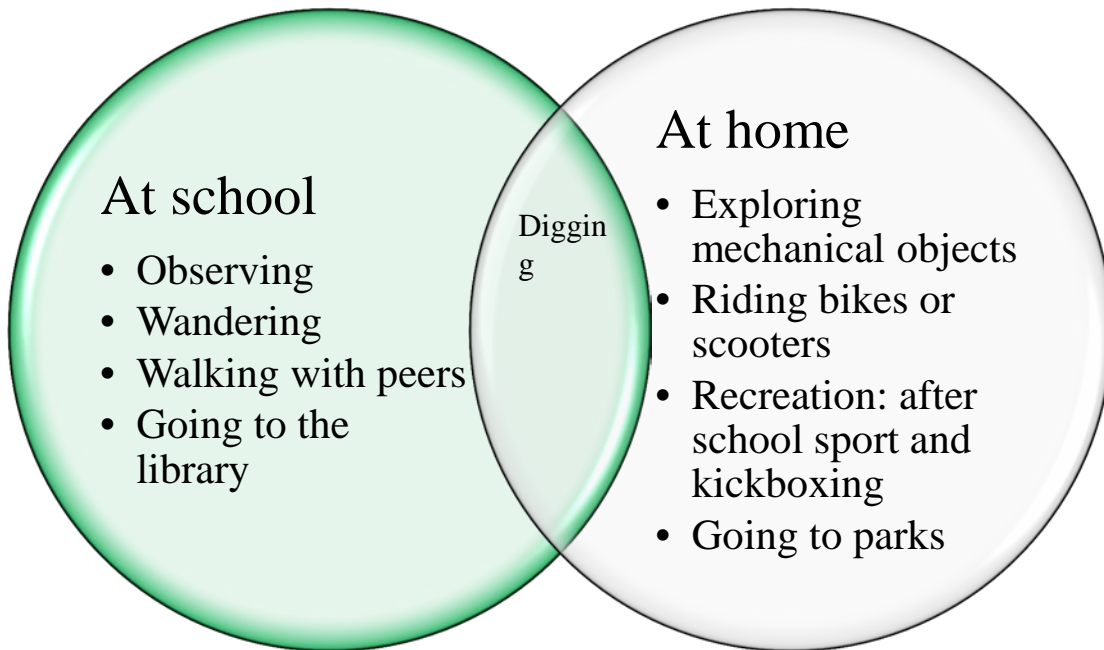 At school
• Observing
• Wandering
• Walking with peers
• Going to the
library
Diggin
g
At home
• Exploring
mechanical objects
• Riding bikes or
scooters
• Recreation: after
school sport and
kickboxing
• Going to parks